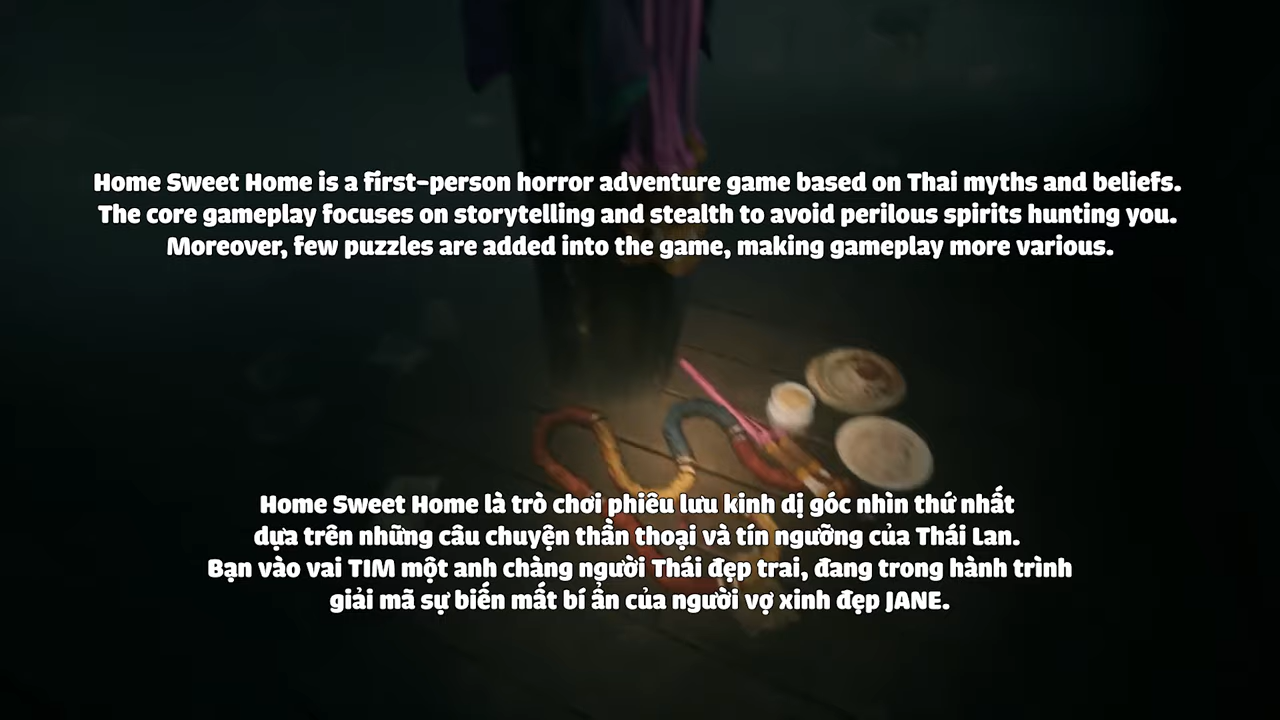 Home Sweet Home is a first-person horror adventure game based on Thai myths and beliefs.
The core gameplay focuses on storytelling and stealth to avoid perilous spirits hunting you.
Moreover, few puzzles are added into the game, making gameplay more various.
Home Sweet Home là trò chơi phiêu lưu kinh dị góc nhìn thứ nhất
dựa trên những câu chuyện thần thoại và tín ngưỡng của Thái Lan.
Bạn vào vai TIM một anh chàng người Thái đẹp trai, đang trong hành trình
giải mã sự biến mất bí ẩn của người vợ xinh đẹp JANE.